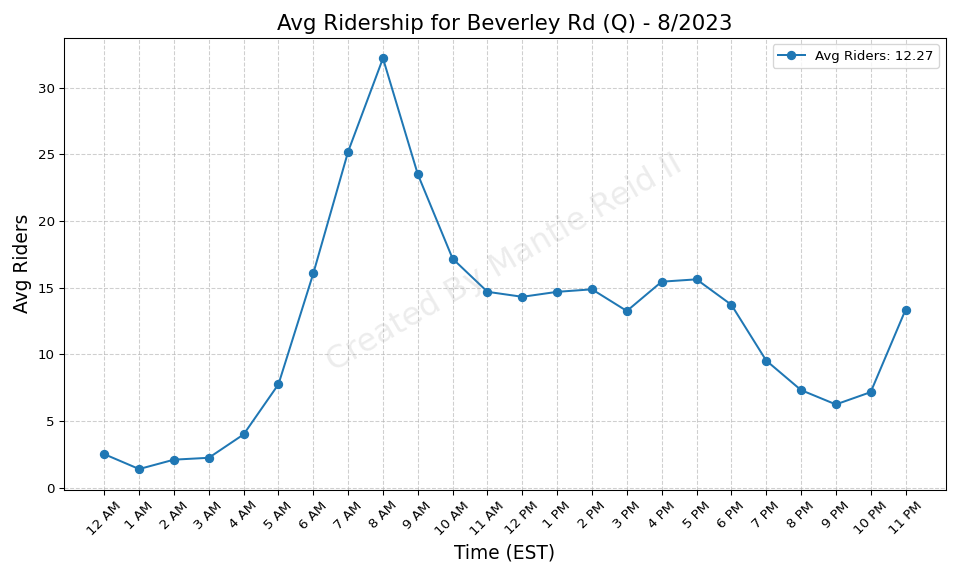 Avg Ridership for Beverley Rd (Q) - 8/2023
Avg Riders: 12.27
Avg Riders
30
25
20
15
10
5
0
Created By Mantle Reid II
12 AM
1 AM
2 AM
3 AM
4 AM
5 AM
6 AM
7 AM
8 AM
9 AM
10 AM
11 AM
12 PM
1 PM
2 PM
3 PM
4 PM
5 PM
6 PM
7 PM
8 PM
9 PM
10 PM
11 PM
Time (EST)